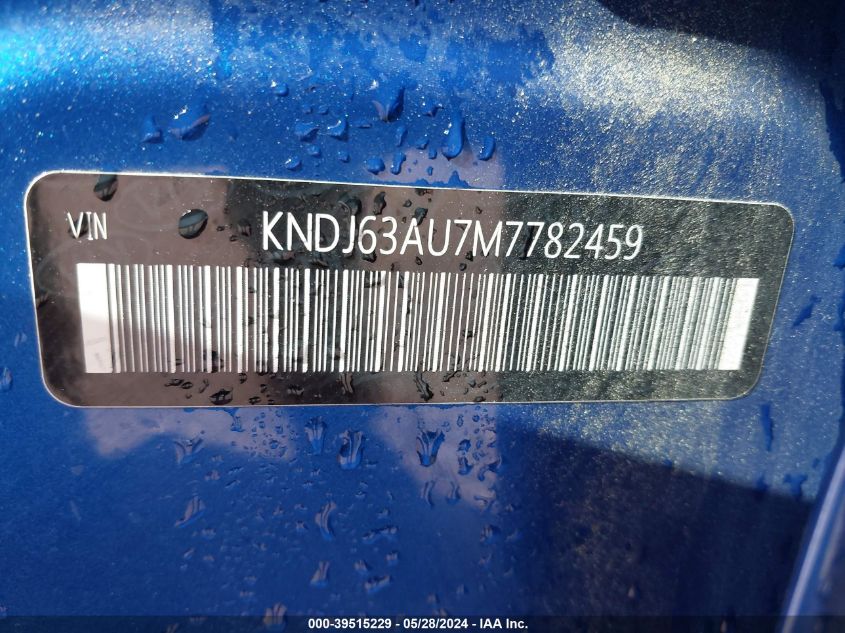 VIN KNDJ63AU7M7782459
000-39515229 - 05/28/2024 - IAA Inc.